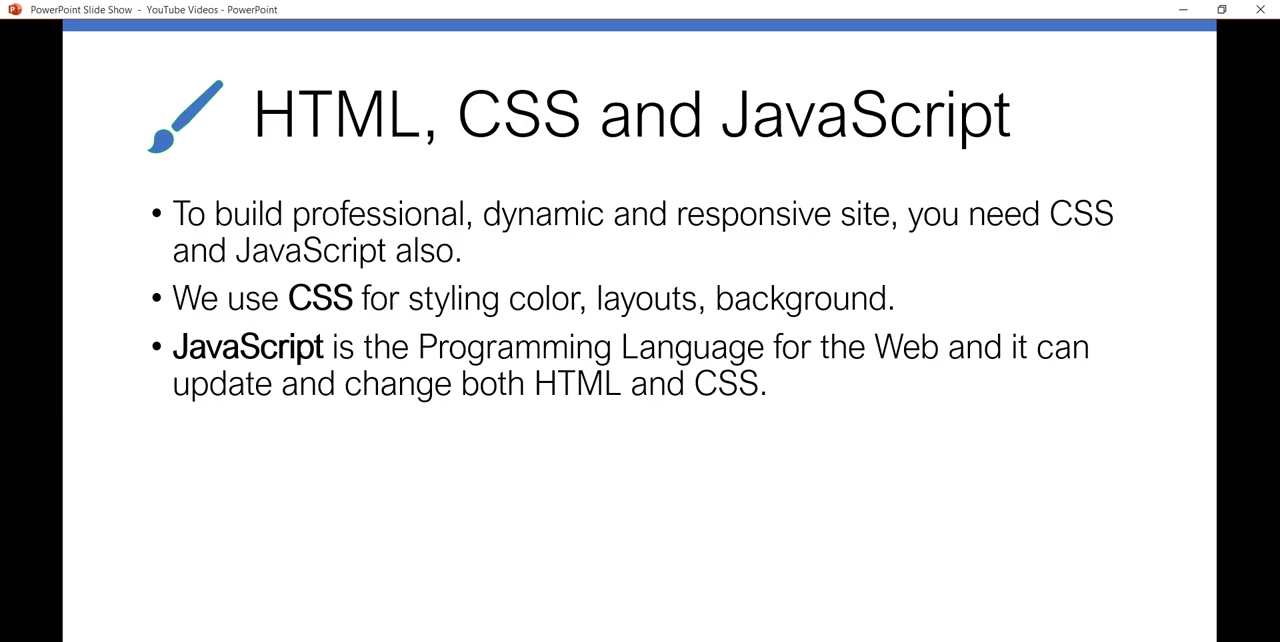 PowerPoint Slide Show - YouTube Videos - PowerPoint
HTML, CSS and JavaScript
• To build professional, dynamic and responsive site, you need CSS
and JavaScript also.
• We use CSS for styling color, layouts, background.
• JavaScript is the Programming Language for the Web and it can
update and change both HTML and CSS.